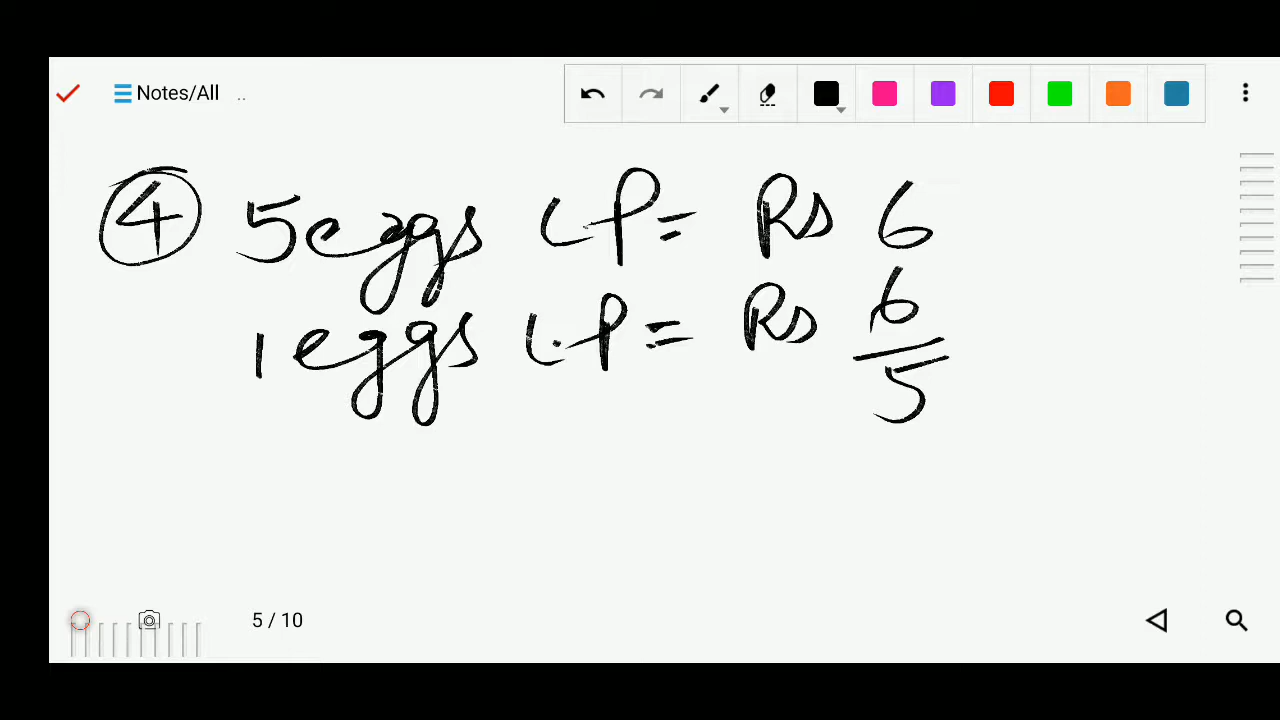 Notes/All ..
④ 5 eggs C P = Rs 6
1 eggs C.P = Rs 6/5
5 / 10